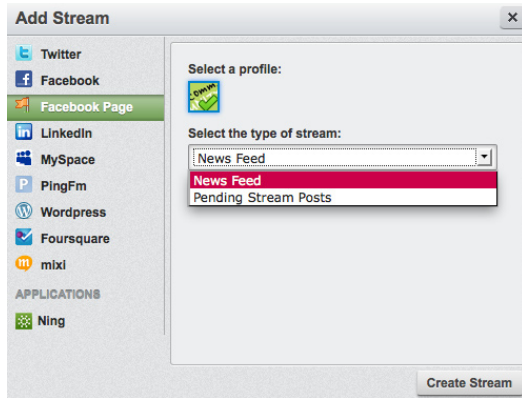 Add Stream
Twitter
Facebook
Facebook Page
LinkedIn
MySpace
PingFm
Wordpress
Foursquare
mixi
APPLICATIONS
Ning
Select a profile:
comm
Select the type of stream:
News Feed
News Feed
Pending Stream Posts
Create Stream